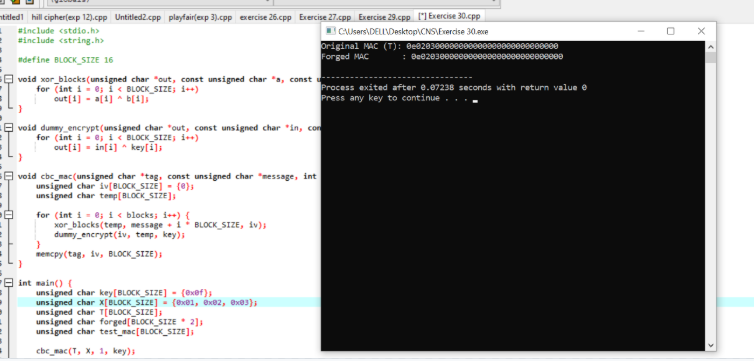 ntitled1 hill cipher(exp 12).cpp Untitled2.cpp playfair(exp 3).cpp exercise 26.cpp Exercise 27.cpp Exercise 29.cpp [*] Exercise 30.cpp
#include <stdio.h>
#include <string.h>
#define BLOCK_SIZE 16
void xor_blocks(unsigned char *out, const unsigned char *a, const u
for (int i = 0; i < BLOCK_SIZE; i++)
out[i] = a[i] ^ b[i];
}
void dummy_encrypt(unsigned char *out, const unsigned char *in, con
for (int i = 0; i < BLOCK_SIZE; i++)
out[i] = in[i] ^ key[i];
}
void cbc_mac(unsigned char *tag, const unsigned char *message, int
unsigned char iv[BLOCK_SIZE] = {0};
unsigned char temp[BLOCK_SIZE];
for (int i = 0; i < blocks; i++) {
xor_blocks(temp, message + i * BLOCK_SIZE, iv);
dummy_encrypt(iv, temp, key);
}
memcpy(tag, iv, BLOCK_SIZE);
}
int main() {
unsigned char key[BLOCK_SIZE] = {0x0f};
unsigned char X[BLOCK_SIZE] = {0x01, 0x02, 0x03};
unsigned char T[BLOCK_SIZE];
unsigned char forged[BLOCK_SIZE * 2];
unsigned char test_mac[BLOCK_SIZE];
cbc_mac(T, X, 1, key);
C:\Users\DELL\Desktop\CNS\Exercise 30.exe
Original MAC (T): 0e020300000000000000000000000000
Forged MAC : 0e020300000000000000000000000000
--------------------------------
Process exited after 0.07238 seconds with return value 0
Press any key to continue . . .